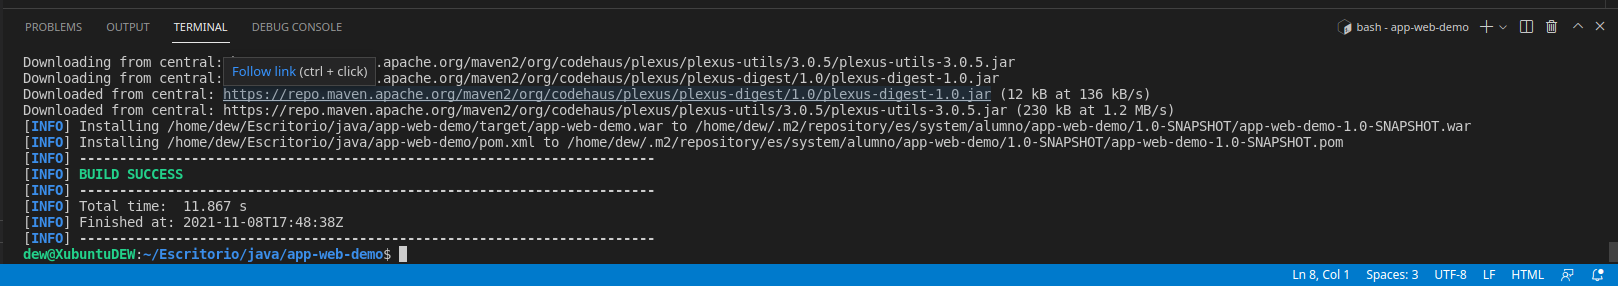 PROBLEMS OUTPUT TERMINAL DEBUG CONSOLE bash - app-web-demo
Downloading from central: .apache.org/maven2/org/codehaus/plexus/plexus-utils/3.0.5/plexus-utils-3.0.5.jar
Follow link (ctrl + click)
Downloading from central: .apache.org/maven2/org/codehaus/plexus/plexus-digest/1.0/plexus-digest-1.0.jar
Downloaded from central: https://repo.maven.apache.org/maven2/org/codehaus/plexus/plexus-digest/1.0/plexus-digest-1.0.jar (12 kB at 136 kB/s)
Downloaded from central: https://repo.maven.apache.org/maven2/org/codehaus/plexus/plexus-utils/3.0.5/plexus-utils-3.0.5.jar (230 kB at 1.2 MB/s)
[INFO] Installing /home/dew/Escritorio/java/app-web-demo/target/app-web-demo.war to /home/dew/.m2/repository/es/system/alumno/app-web-demo/1.0-SNAPSHOT/app-web-demo-1.0-SNAPSHOT.war
[INFO] Installing /home/dew/Escritorio/java/app-web-demo/pom.xml to /home/dew/.m2/repository/es/system/alumno/app-web-demo/1.0-SNAPSHOT/app-web-demo-1.0-SNAPSHOT.pom
[INFO] ------------------------------------------------------------------------
[INFO] BUILD SUCCESS
[INFO] ------------------------------------------------------------------------
[INFO] Total time:  11.867 s
[INFO] Finished at: 2021-11-08T17:48:38Z
[INFO] ------------------------------------------------------------------------
dew@XubuntuDEW:~/Escritorio/java/app-web-demo$
Ln 8, Col 1 Spaces: 3 UTF-8 LF HTML